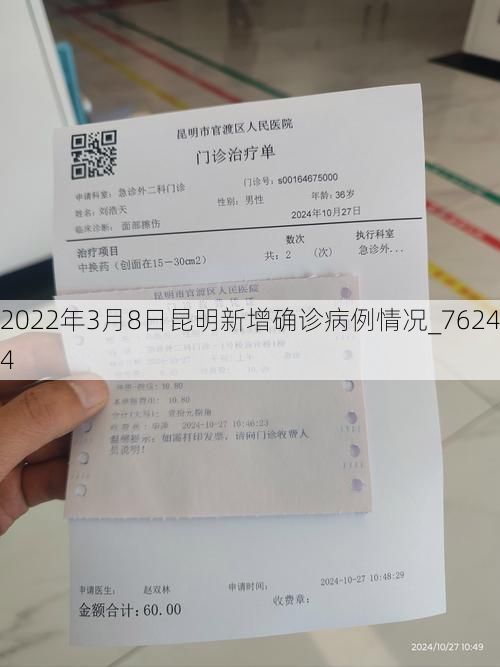 昆明市官渡区人民医院
门诊治疗单
申请科室: 急诊外二科门诊
门诊号: s00164675000
姓名: 刘浩天
性别: 男性
年龄: 36岁
临床诊断: 面部擦伤
2024年10月27日
治疗项目
次数
执行科室
中换药(创面在15-30cm2)
共: 2 (次)
急诊外...
昆明市官渡区人民医院
2022年3月8日昆明新增确诊病例情况_7624
4
10.80
10.80
合计(大写): 壹拾元捌角
2024-10-27 10:46:23
温馨提示: 如需打印发票, 请向门诊收费人
员说明!
申请医生: 赵双林
申请时间: 2024-10-27 10:48:29
金额合计: 60.00
收费章:
2024/10/27 10:49